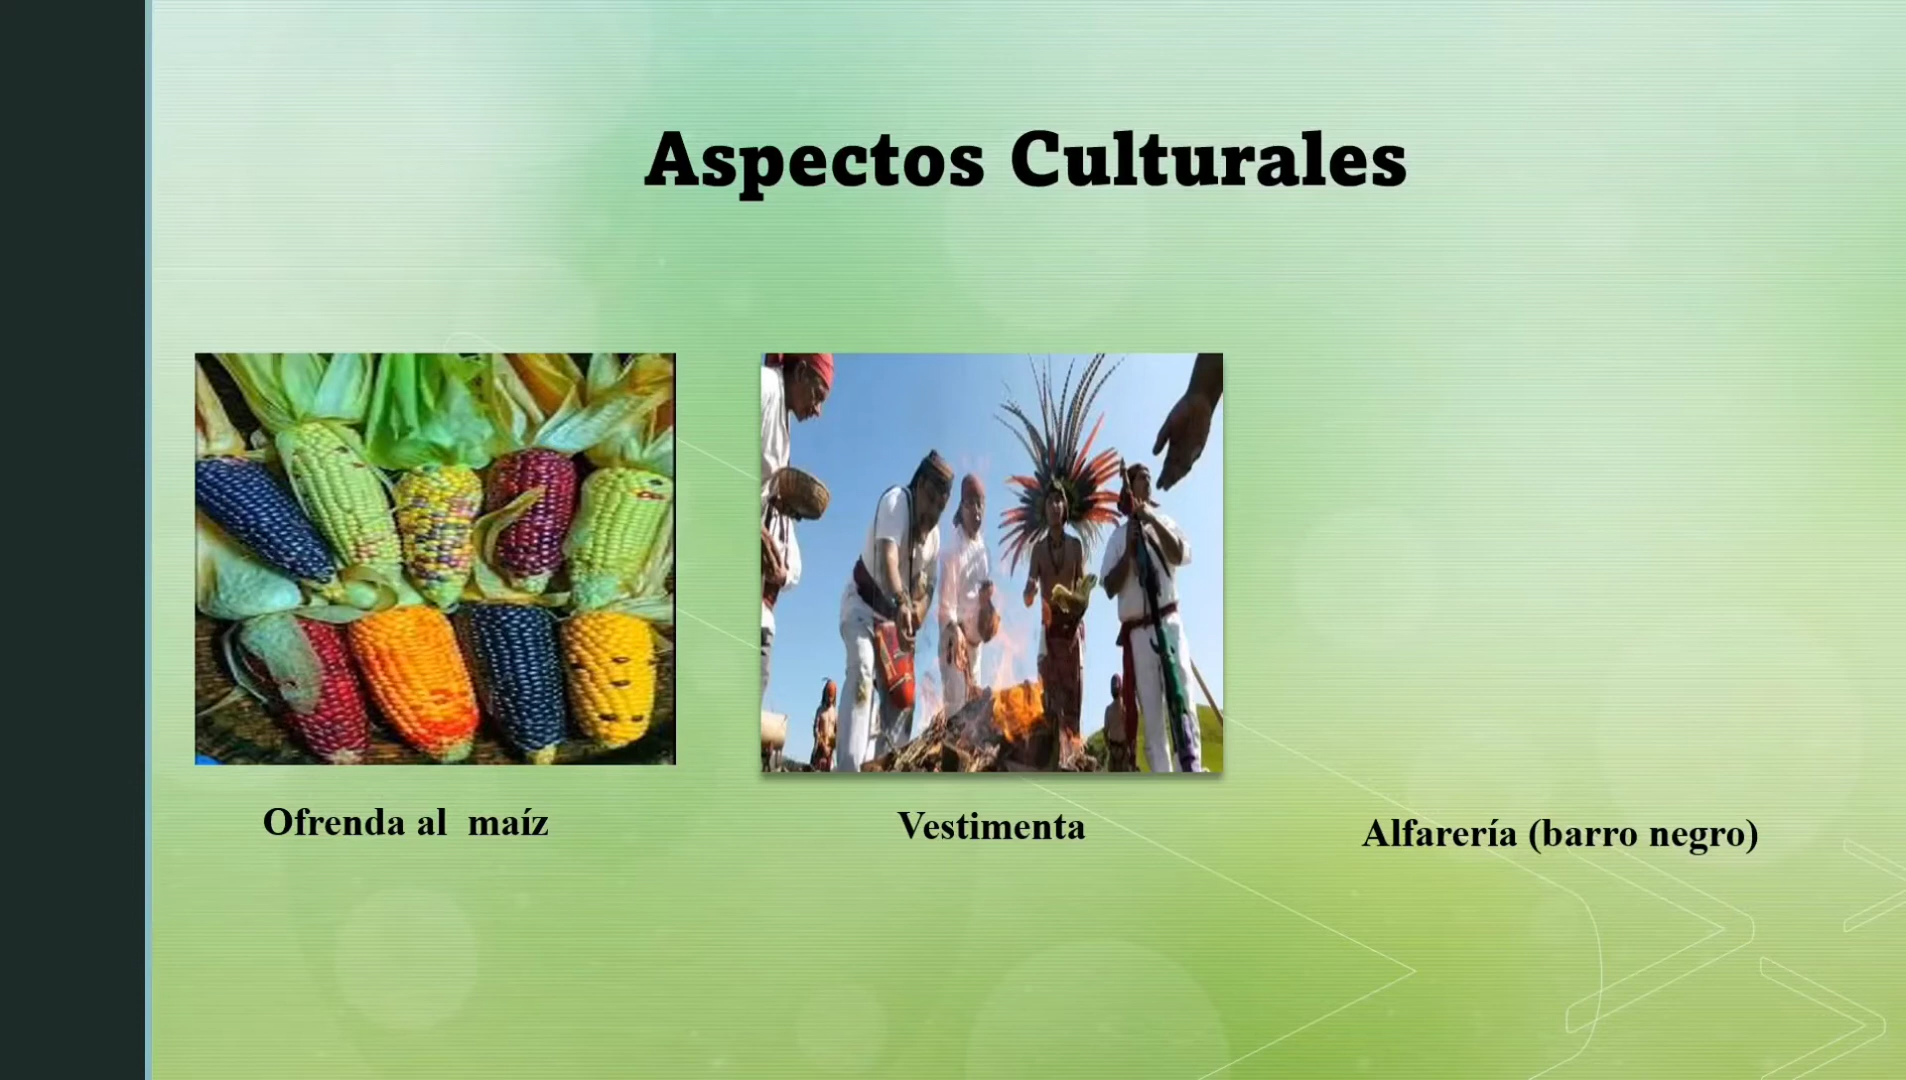 Aspectos Culturales
Ofrenda al maíz
Vestimenta
Alfarería (barro negro)